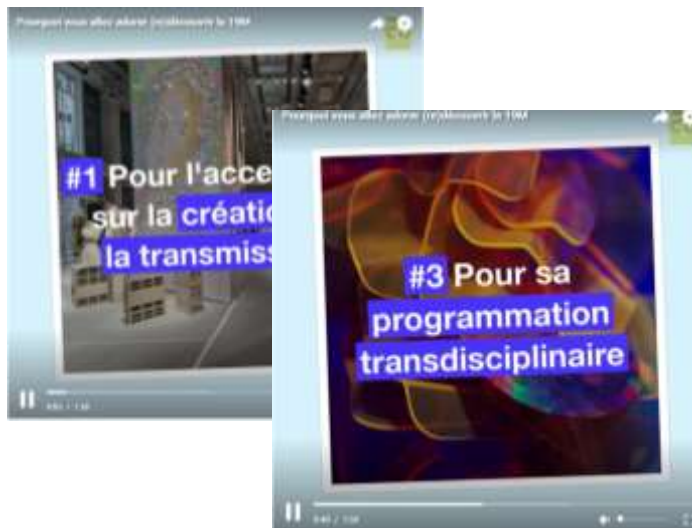 Pourquoi vous allez adorer (re)découvrir le 19M
#1 Pour l'acce
sur la créatio
la transmiss
Pourquoi vous allez adorer (re)découvrir le 19M
#3 Pour sa
programmation
transdisciplinaire